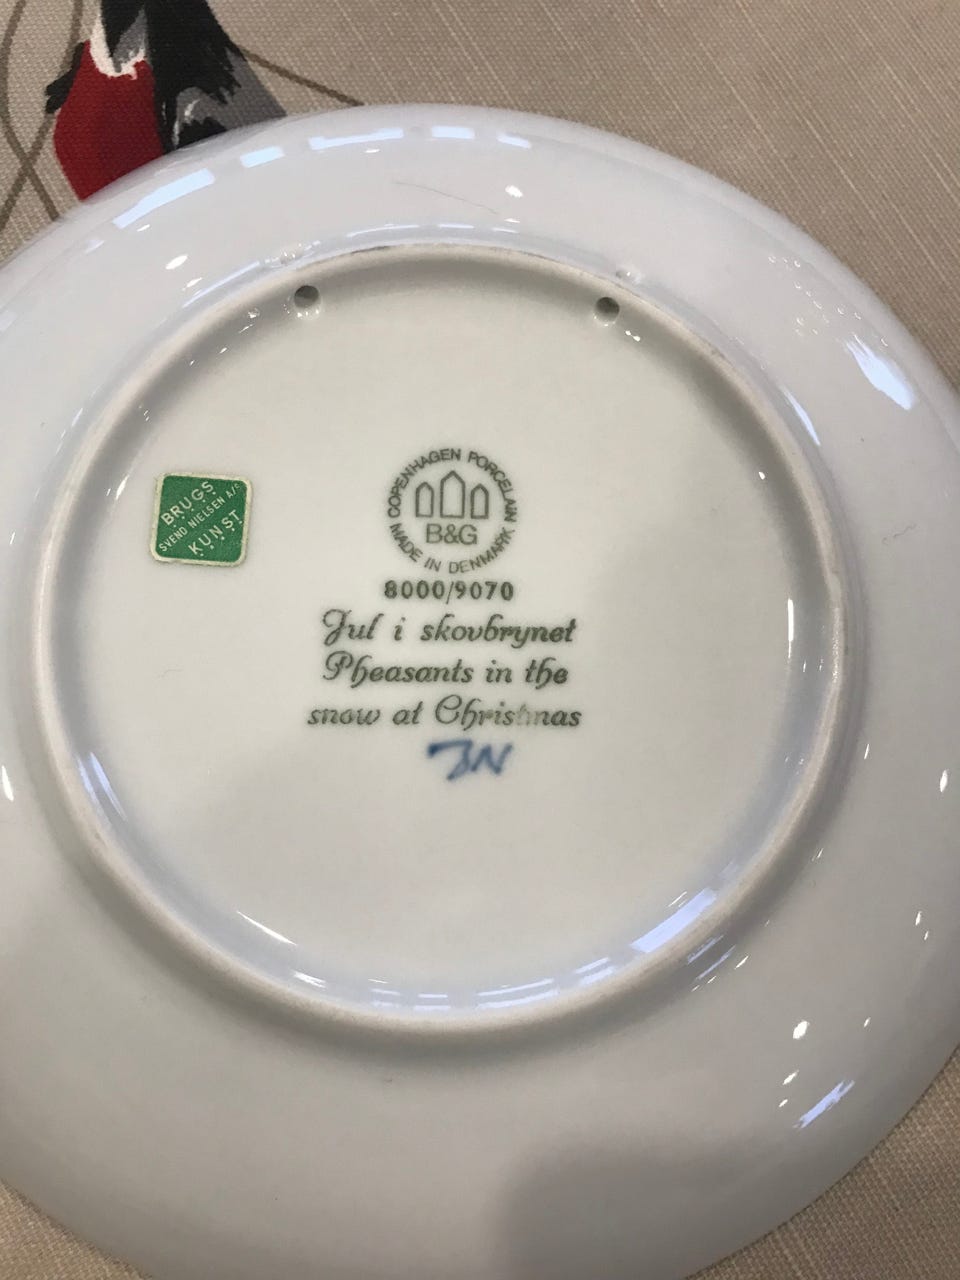 BRUGS
SVEND NIELSEN A/S
KUNST
COPENHAGEN PORCELAIN
B&G
MADE IN DENMARK
8000/9070
Jul i skovbrynet
Pheasants in the
snow at Christmas
JN